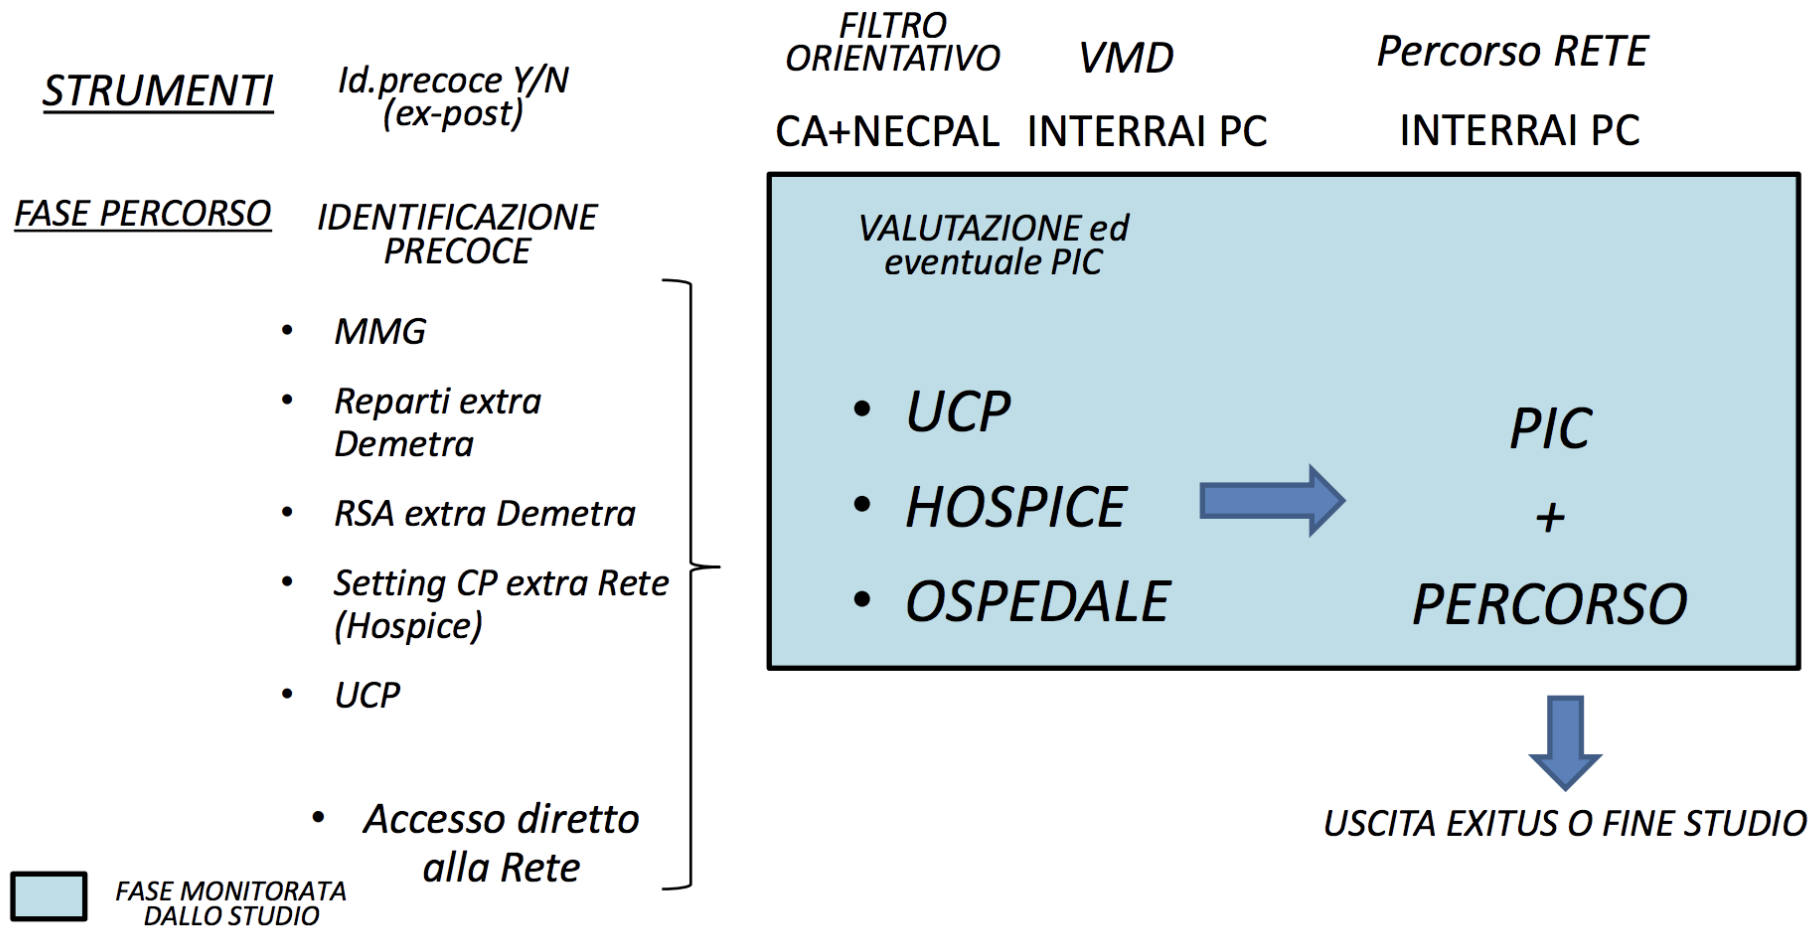 STRUMENTI
Id.precoce Y/N
(ex-post)
FILTRO
ORIENTATIVO
VMD
Percorso RETE
CA+NECPAL
INTERRAI PC
INTERRAI PC
FASE PERCORSO
IDENTIFICAZIONE
PRECOCE
• MMG
• Reparti extra
Demetra
• RSA extra Demetra
• Setting CP extra Rete
(Hospice)
• UCP
• Accesso diretto
alla Rete
VALUTAZIONE ed
eventuale PIC
• UCP
• HOSPICE
• OSPEDALE
PIC
+
PERCORSO
USCITA EXITUS O FINE STUDIO
FASE MONITORATA
DALLO STUDIO